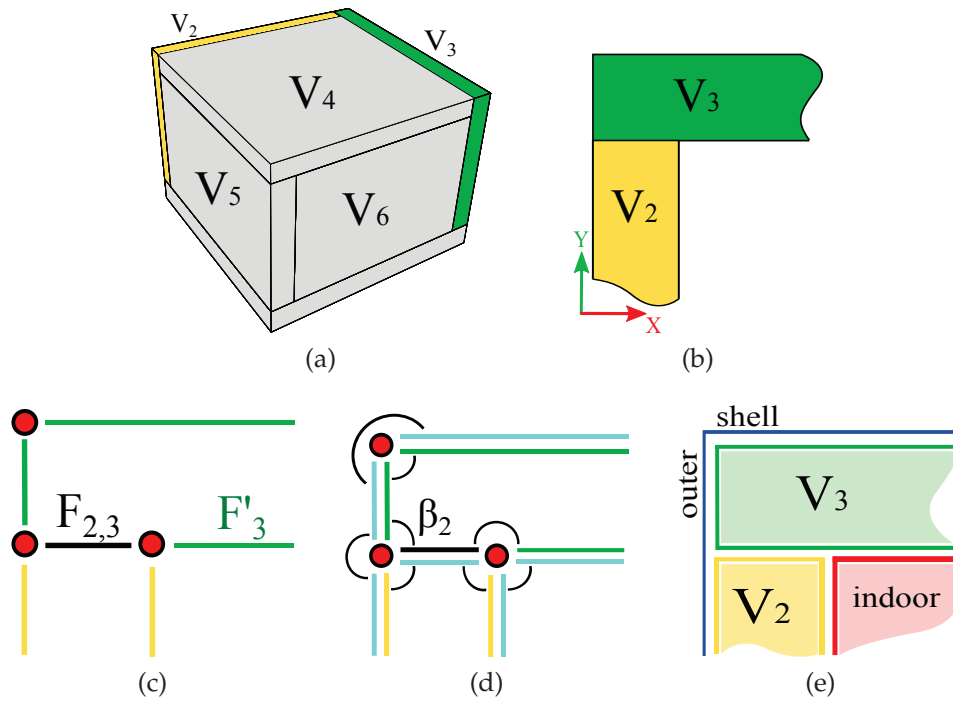 V2
V3
V4
V5
V6
(a)
V3
V2
Y
X
(b)
F2,3
F'3
(c)
β2
(d)
shell
outer
V3
V2
indoor
(e)